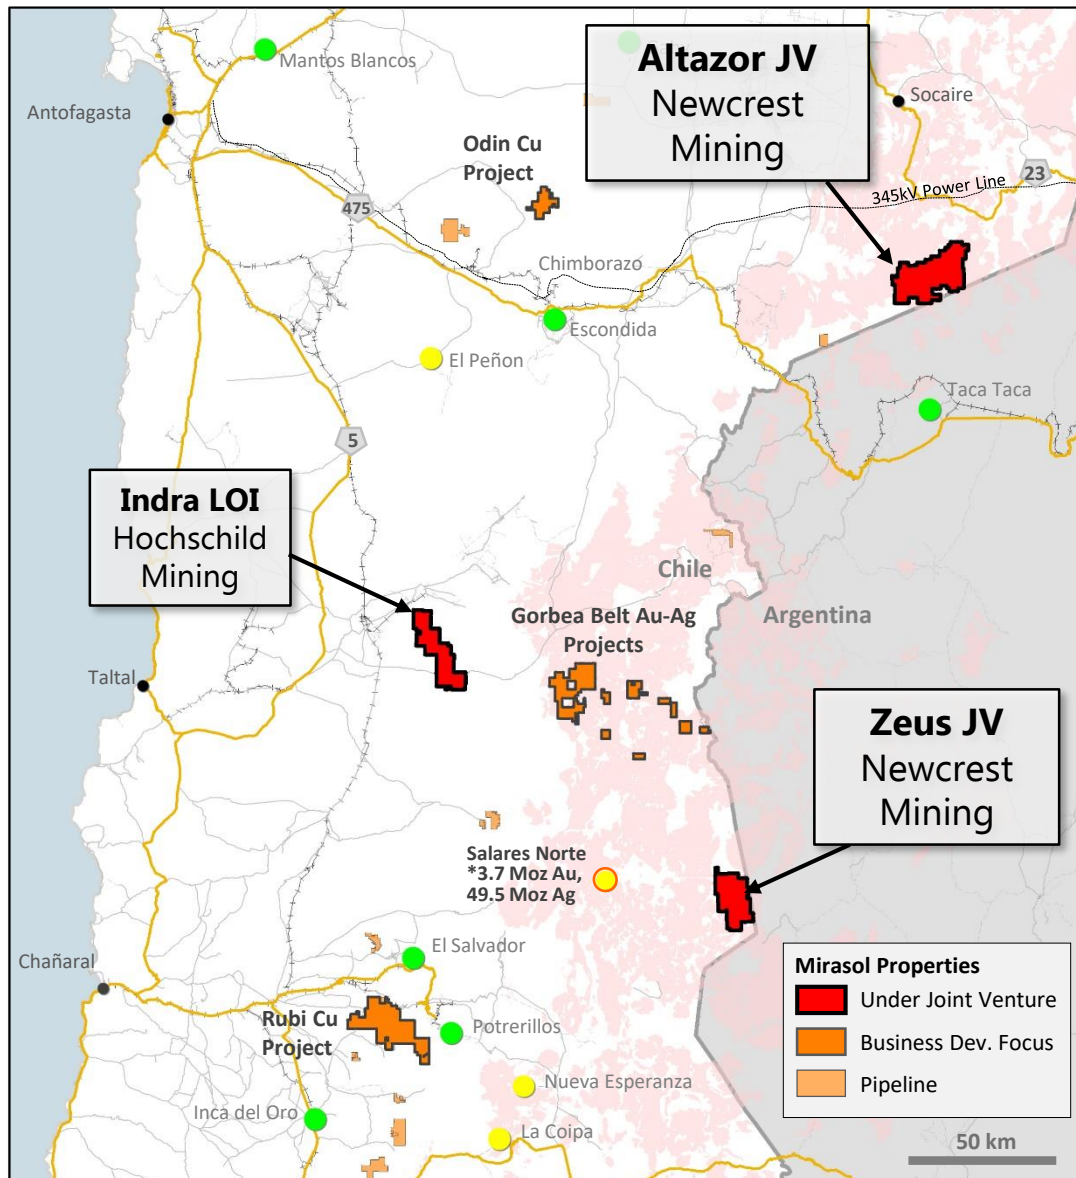 Mantos Blancos
Antofagasta
Altazor JV
Newcrest
Mining
Socaire
Odin Cu
Project
475
345kV Power Line
23
Chimborazo
Escondida
El Peñon
Taca Taca
5
Indra LOI
Hochschild
Mining
Chile
Argentina
Gorbea Belt Au-Ag
Projects
Taltal
Zeus JV
Newcrest
Mining
Salares Norte
*3.7 Moz Au,
49.5 Moz Ag
El Salvador
Chañaral
Rubi Cu
Project
Potrerillos
Nueva Esperanza
Inca del Oro
La Coipa
Mirasol Properties
Under Joint Venture
Business Dev. Focus
Pipeline
50 km